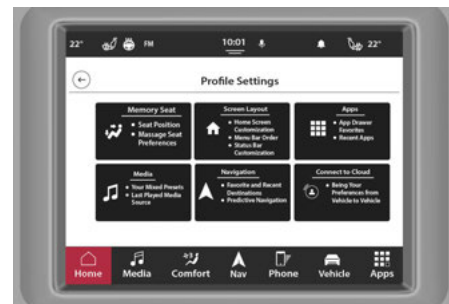 22° FM 10:01 22°
Profile Settings
Memory Seat
• Seat Position
• Massage Seat
Preferences
Screen Layout
• Home Screen
Customization
• Menu Bar Order
• Status Bar
Customization
Apps
• App Drawer
Favorites
• Recent Apps
Media
• Your Mixed Presets
• Last Played Media
Source
Navigation
• Favorite and Recent
Destinations
• Predictive Navigation
Connect to Cloud
• Being Your
Preferences from
Vehicle to Vehicle
Home Media Comfort Nav Phone Vehicle Apps